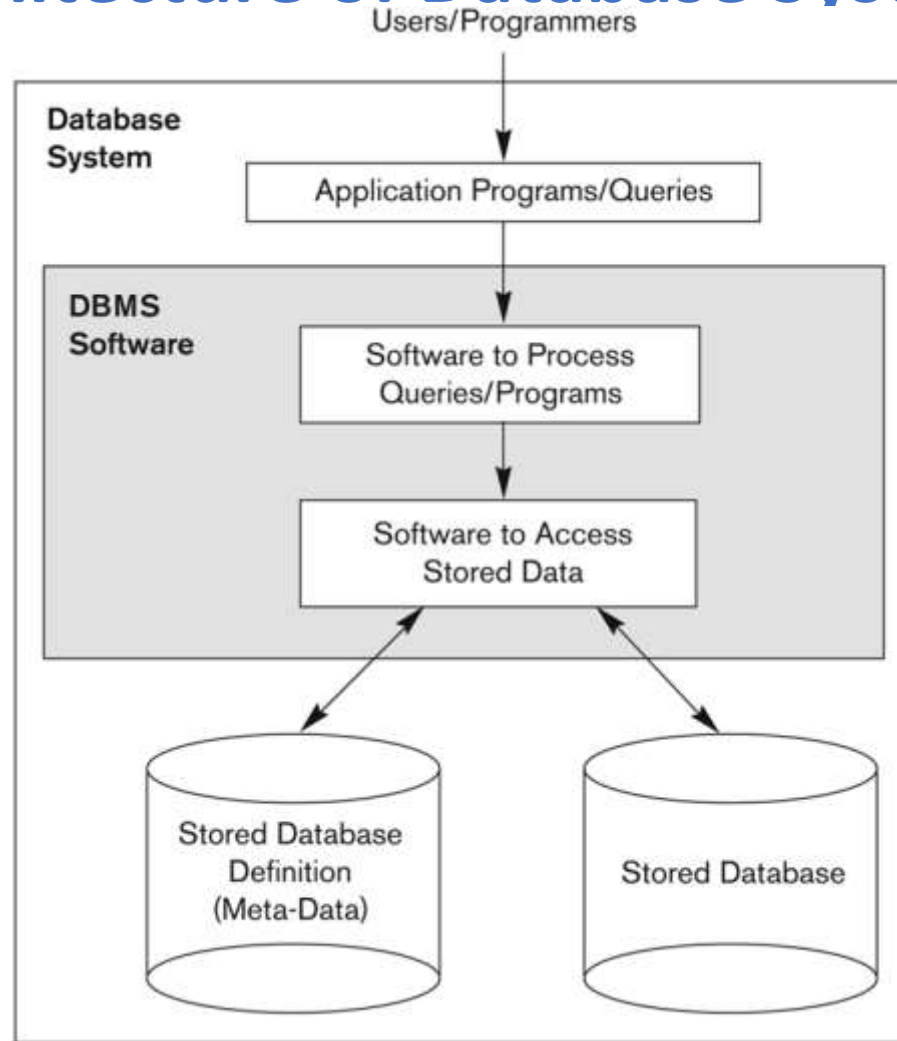 Users/Programmers
Database
System
Application Programs/Queries
DBMS
Software
Software to Process
Queries/Programs
Software to Access
Stored Data
Stored Database
Definition
(Meta-Data)
Stored Database